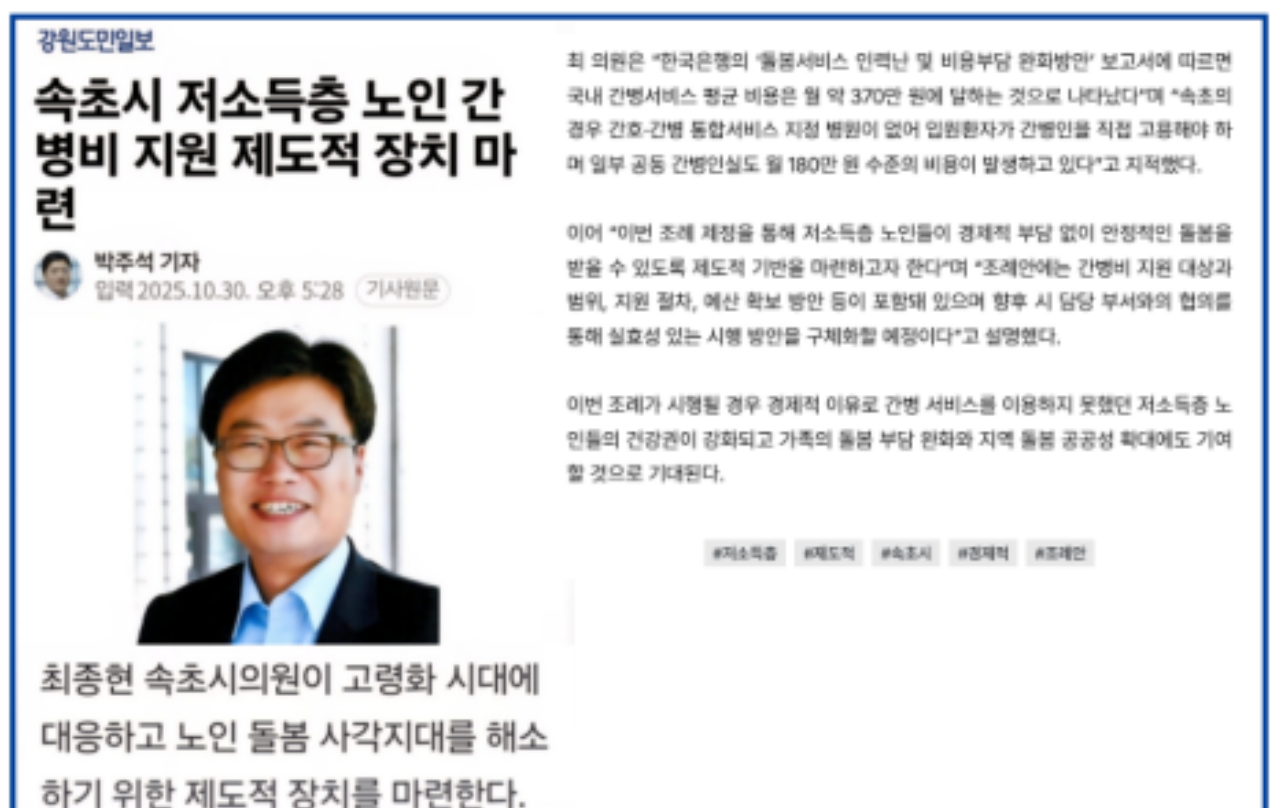 강원도민일보
속초시 저소득층 노인 간
병비 지원 제도적 장치 마
련
박주석 기자
입력 2025.10.30. 오후 5:28 기사원문
최종현 속초시의원이 고령화 시대에
대응하고 노인 돌봄 사각지대를 해소
하기 위한 제도적 장치를 마련한다.
최 의원은 “한국은행의 ‘돌봄서비스 인력난 및 비용부담 완화방안’ 보고서에 따르면
국내 간병서비스 평균 비용은 월 약 370만 원에 달하는 것으로 나타났다”며 “속초의
경우 간호·간병 통합서비스 지정 병원이 없어 입원환자가 간병인을 직접 고용해야 하
며 일부 공동 간병인실도 월 180만 원 수준의 비용이 발생하고 있다”고 지적했다.
이어 “이번 조례 제정을 통해 저소득층 노인들이 경제적 부담 없이 안정적인 돌봄을
받을 수 있도록 제도적 기반을 마련하고자 한다”며 “조례안에는 간병비 지원 대상과
범위, 지원 절차, 예산 확보 방안 등이 포함돼 있으며 향후 시 담당 부서와의 협의를
통해 실효성 있는 시행 방안을 구체화할 예정이다”고 설명했다.
이번 조례가 시행될 경우 경제적 이유로 간병 서비스를 이용하지 못했던 저소득층 노
인들의 건강권이 강화되고 가족의 돌봄 부담 완화와 지역 돌봄 공공성 확대에도 기여
할 것으로 기대된다.
#저소득층 #제도적 #속초시 #경제적 #조례안